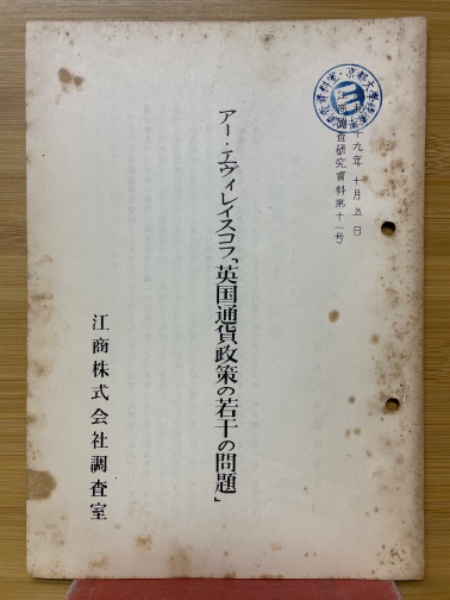 十九年十月五日
調査研究資料第十一号
アー・エヴィレイスコフ「英国通貨政策の若干の問題」
江商株式会社調査室